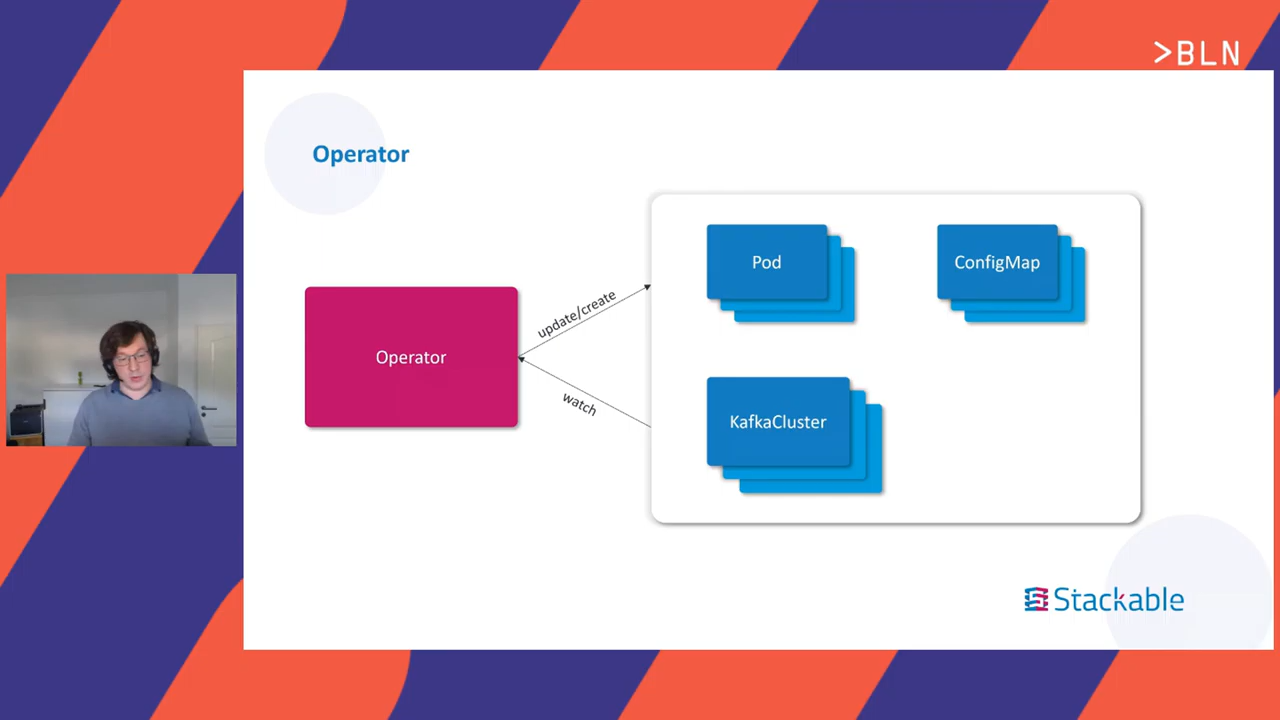 >BLN
Operator
Operator
update/create
watch
Pod
ConfigMap
KafkaCluster
Stackable